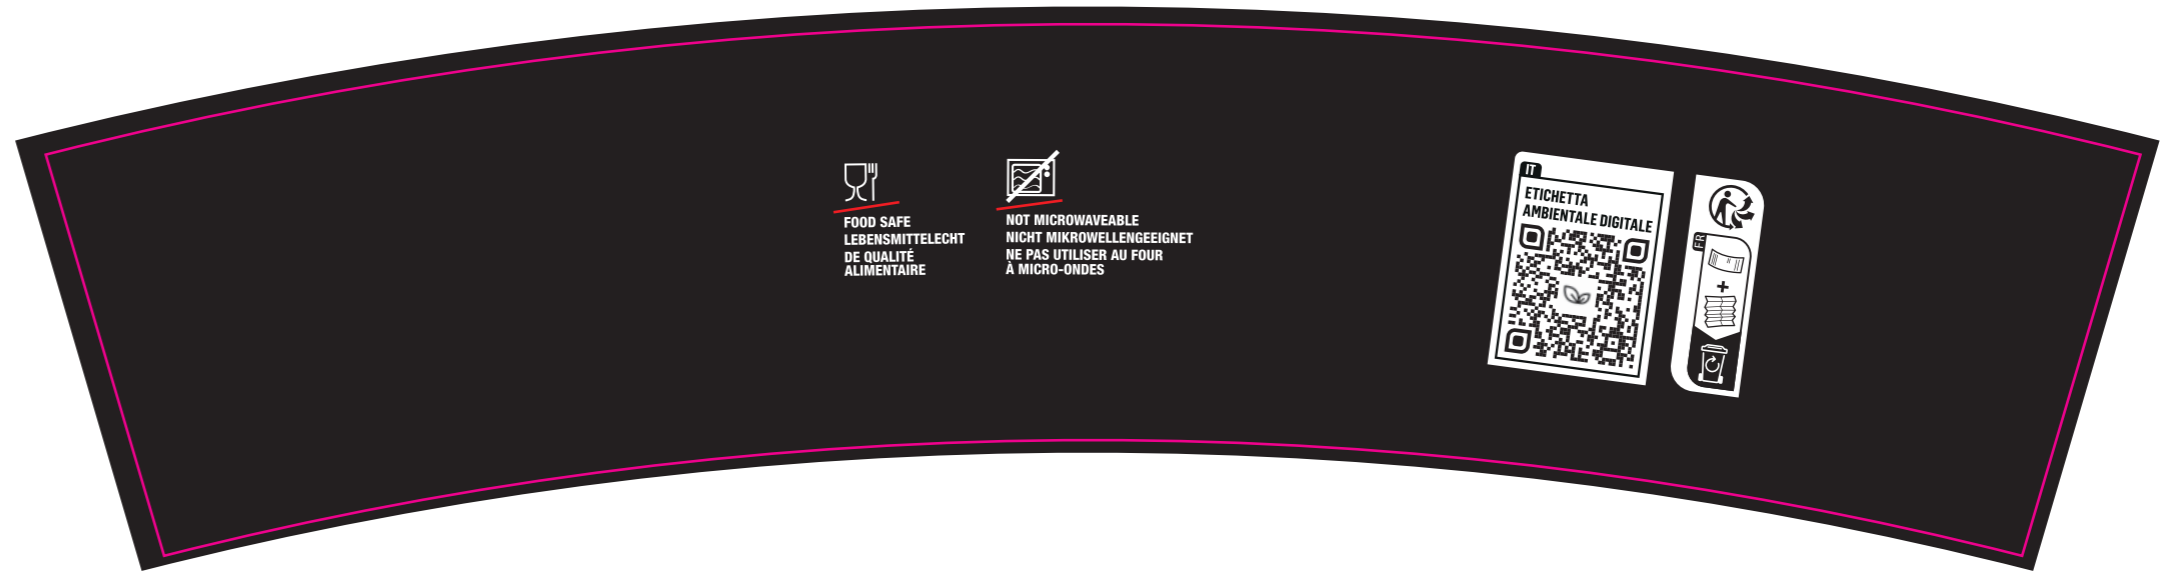 FOOD SAFE
LEBENSMITTELECHT
DE QUALITÉ
ALIMENTAIRE
NOT MICROWAVEABLE
NICHT MIKROWELLENGEEIGNET
NE PAS UTILISER AU FOUR
À MICRO-ONDES
IT
ETICHETTA
AMBIENTALE DIGITALE
FR
+